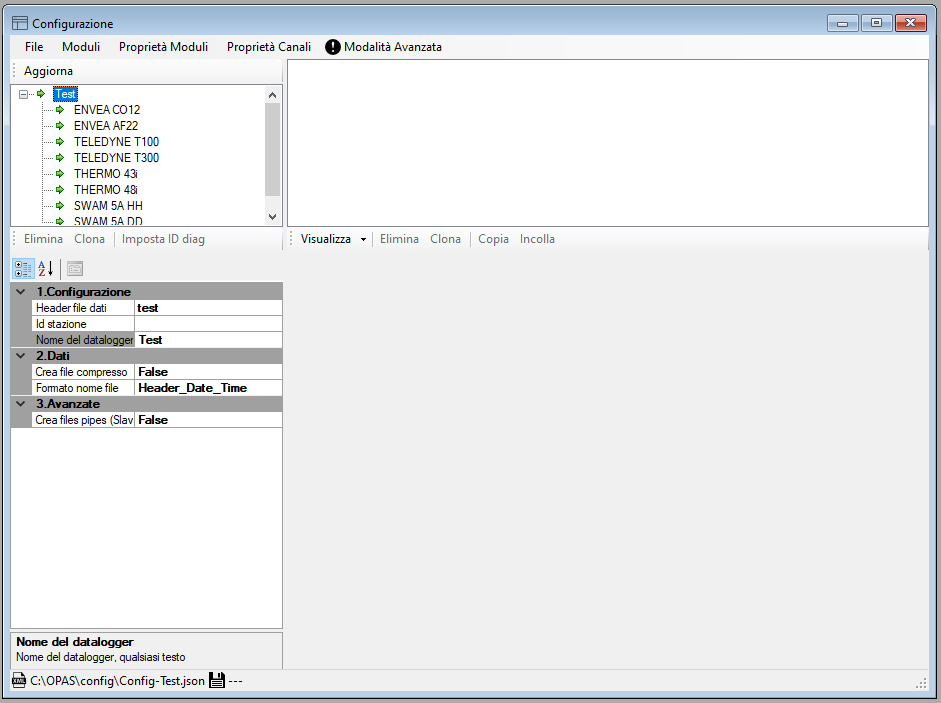 Configurazione
File Moduli Proprietà Moduli Proprietà Canali Modalità Avanzata
Aggiorna
Test
ENVEA CO12
ENVEA AF22
TELEDYNE T100
TELEDYNE T300
THERMO 43i
THERMO 48i
SWAM 5A HH
SWAM 5A DD
Elimina Clona Imposta ID diag
Visualizza Elimina Clona Copia Incolla
1.Configurazione
Header file dati test
Id stazione
Nome del datalogger Test
2.Dati
Crea file compresso False
Formato nome file Header_Date_Time
3.Avanzate
Crea files pipes (Slav False
Nome del datalogger
Nome del datalogger, qualsiasi testo
C:\OPAS\config\Config-Test.json ---